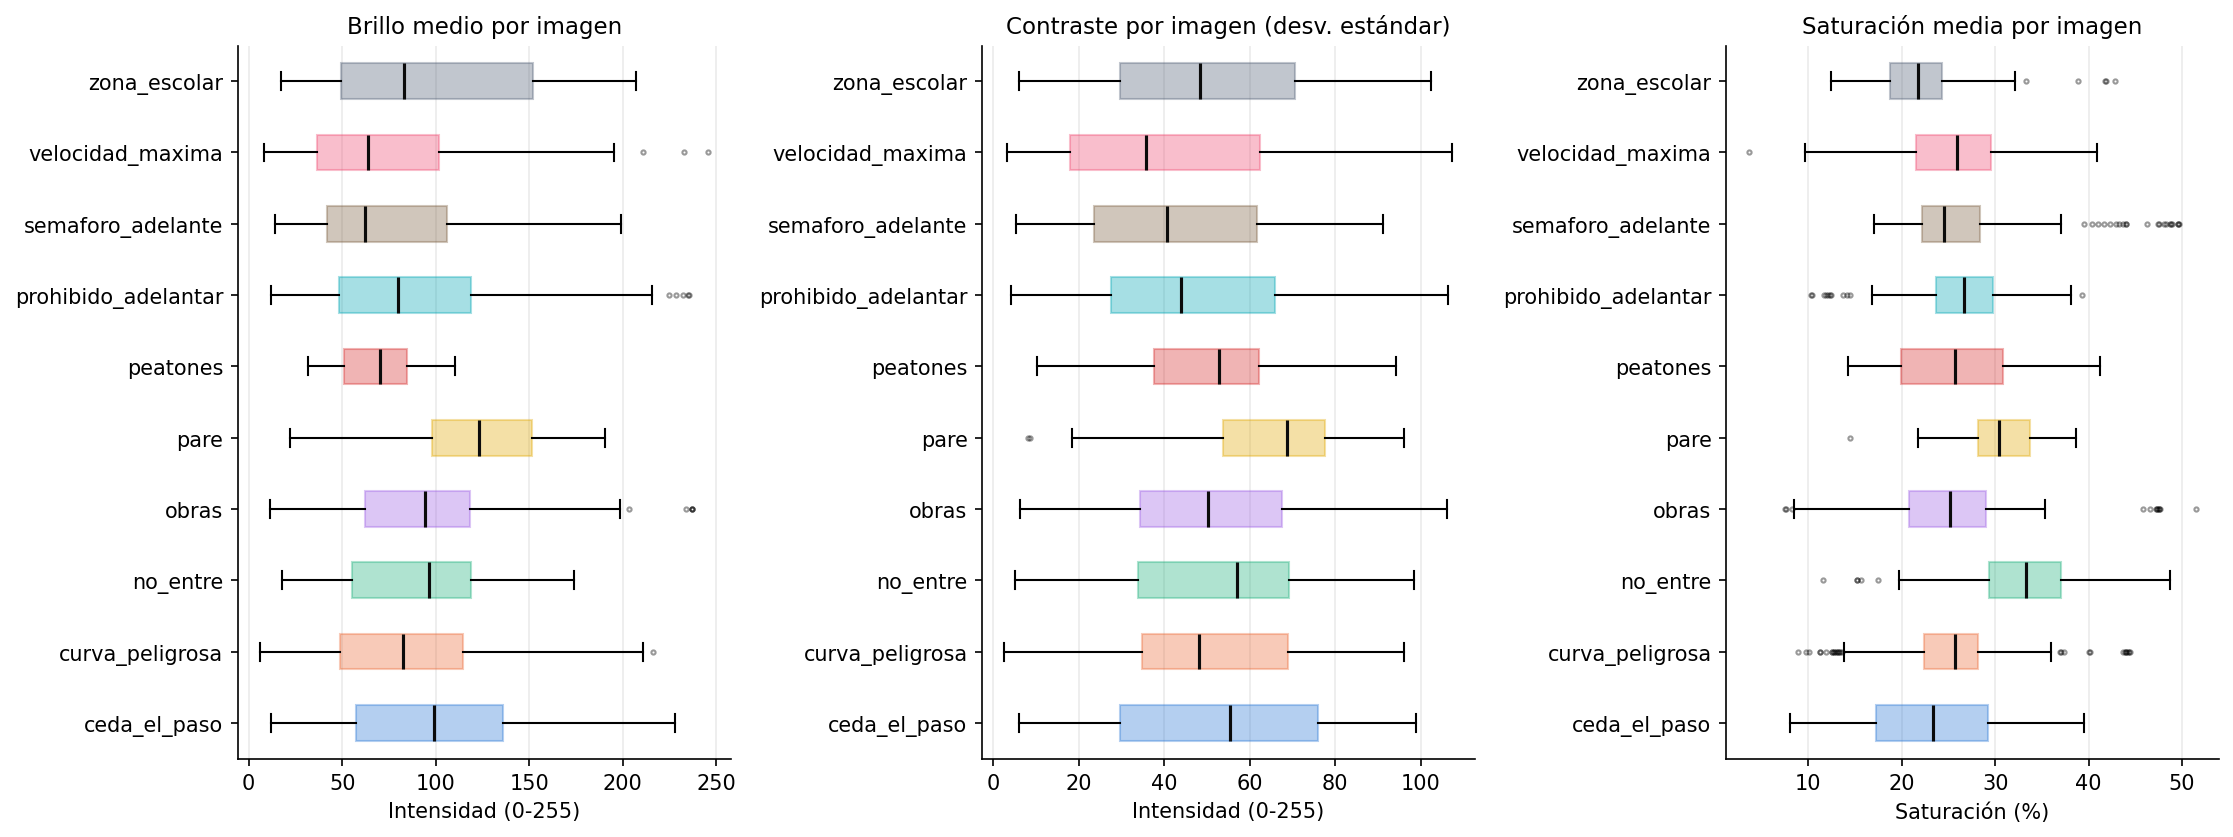 Brillo medio por imagen
zona_escolar
velocidad_maxima
semaforo_adelante
prohibido_adelantar
peatones
pare
obras
no_entre
curva_peligrosa
ceda_el_paso
0 50 100 150 200 250
Intensidad (0-255)
Contraste por imagen (desv. estándar)
zona_escolar
velocidad_maxima
semaforo_adelante
prohibido_adelantar
peatones
pare
obras
no_entre
curva_peligrosa
ceda_el_paso
0 20 40 60 80 100
Intensidad (0-255)
Saturación media por imagen
zona_escolar
velocidad_maxima
semaforo_adelante
prohibido_adelantar
peatones
pare
obras
no_entre
curva_peligrosa
ceda_el_paso
10 20 30 40 50
Saturación (%)